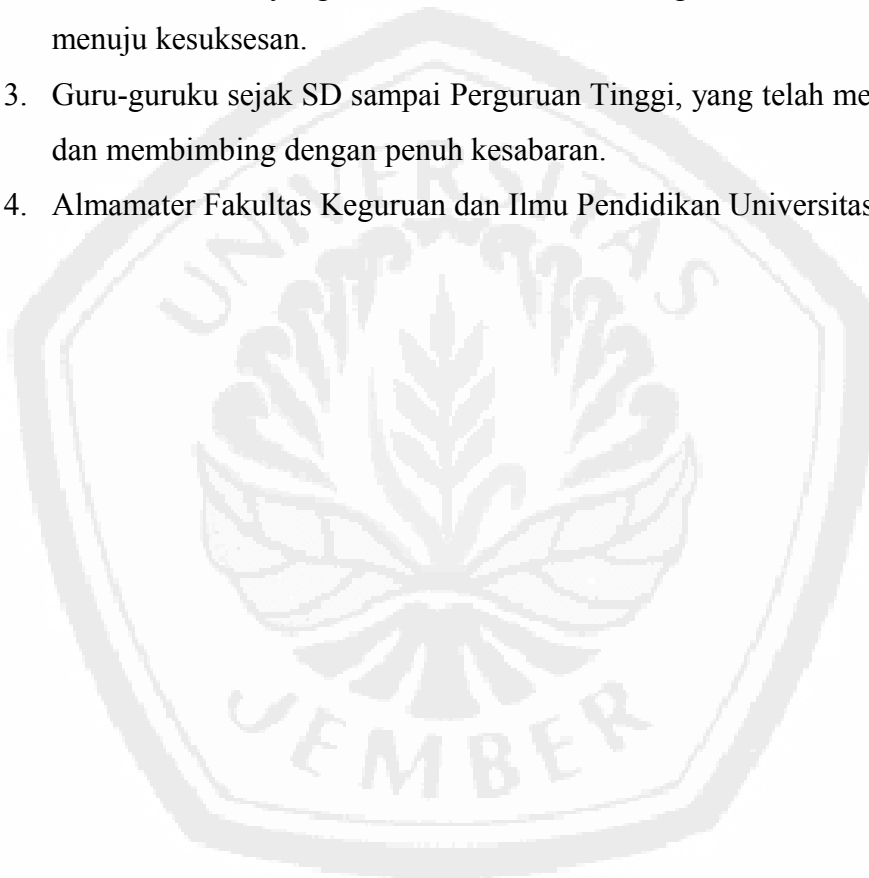 menuju kesuksesan.
3. Guru-guruku sejak SD sampai Perguruan Tinggi, yang telah me
dan membimbing dengan penuh kesabaran.
4. Almamater Fakultas Keguruan dan Ilmu Pendidikan Universitas
UNIVERSITAS
JEMBER